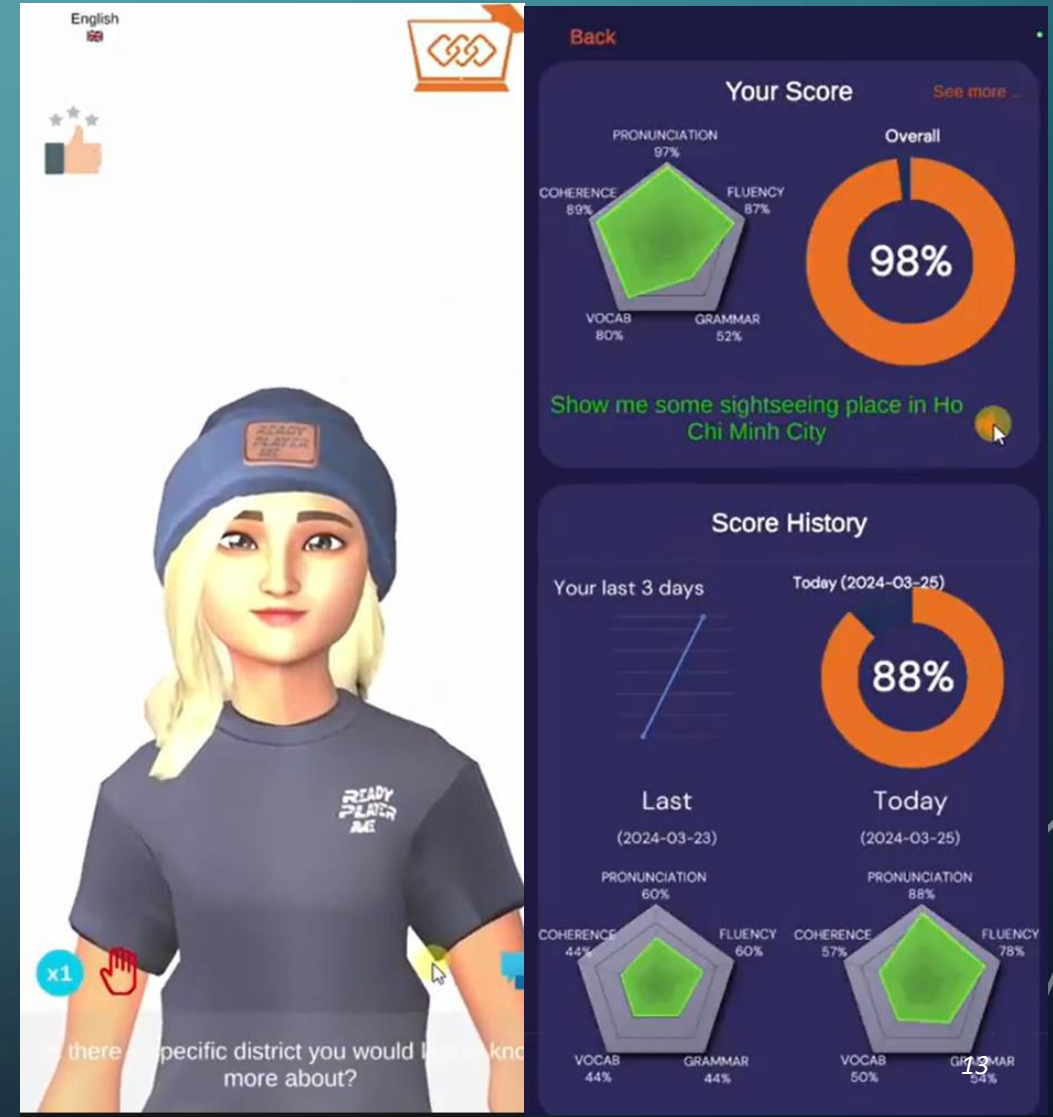 English
READY
PLAYER
ME
READY
PLAYER
ME
x1
there pecific district you would
more about?
Back
Your Score
See more ..
PRONUNCIATION
97%
COHERENCE
89%
FLUENCY
87%
VOCAB
80%
GRAMMAR
52%
Overall
98%
Show me some sightseeing place in Ho
Chi Minh City
Score History
Your last 3 days
Today (2024-03-25)
88%
Last
(2024-03-23)
PRONUNCIATION
60%
COHERENCE
44%
FLUENCY
60%
VOCAB
44%
GRAMMAR
44%
Today
(2024-03-25)
PRONUNCIATION
88%
COHERENCE
57%
FLUENCY
78%
VOCAB
50%
GRAMMAR
54%
13